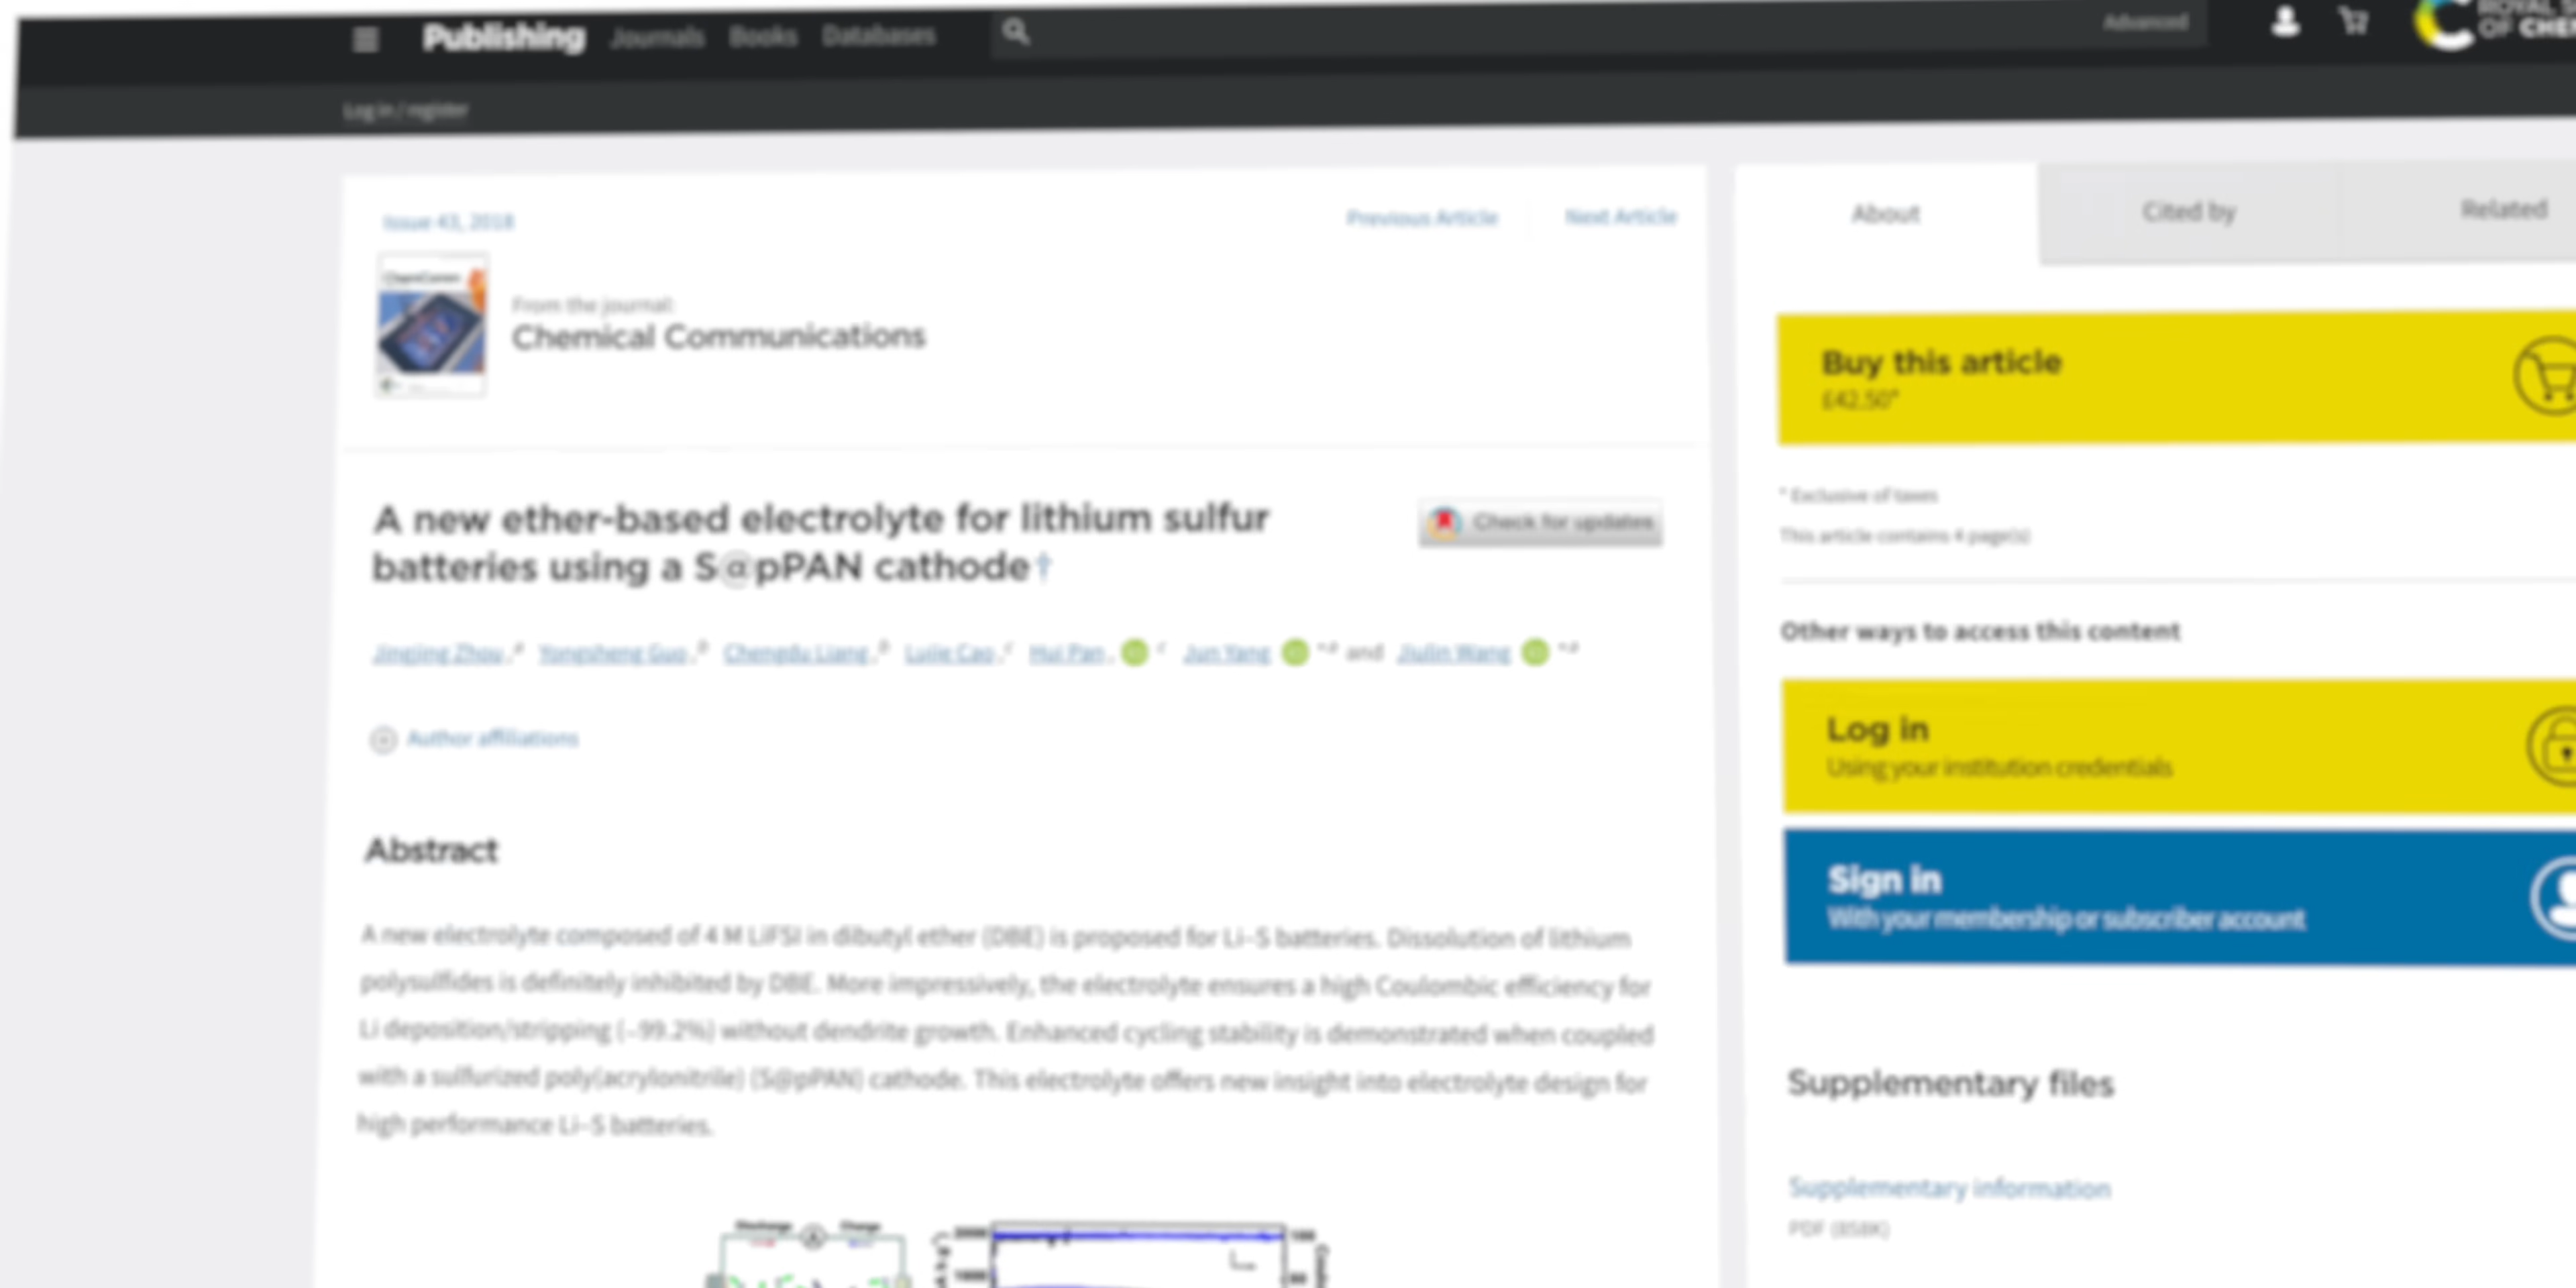 Publishing Journals Books Databases Advanced
Log in / register
Issue 43, 2018
Previous Article Next Article
From the journal:
Chemical Communications
A new ether-based electrolyte for lithium sulfur
batteries using a S@pPAN cathode†
Jingjing Zhou,a Yongsheng Guo,b Chengdu Liang,b Lujie Cao,c Hui Pan, c Jun Yang *a and Jiulin Wang *a
Author affiliations
Check for updates
Abstract
A new electrolyte composed of 4 M LiFSI in dibutyl ether (DBE) is proposed for Li–S batteries. Dissolution of lithium
polysulfides is definitely inhibited by DBE. More impressively, the electrolyte ensures a high Coulombic efficiency for
Li deposition/stripping (~99.2%) without dendrite growth. Enhanced cycling stability is demonstrated when coupled
with a sulfurized poly(acrylonitrile) (S@pPAN) cathode. This electrolyte offers new insight into electrolyte design for
high performance Li–S batteries.
Discharge Charge
2000
1600
100
80
About Cited by Related
Buy this article
£42.50*
* Exclusive of taxes
This article contains 4 page(s)
Other ways to access this content
Log in
Using your institution credentials
Sign in
With your membership or subscriber account
Supplementary files
Supplementary information
PDF (858K)